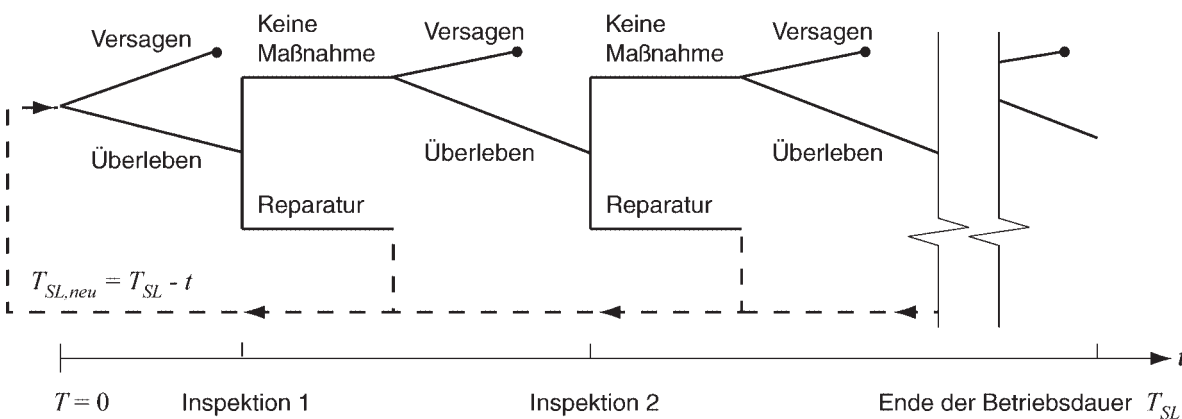 Versagen
Keine
Maßnahme
Versagen
Keine
Maßnahme
Versagen
Überleben
Überleben
Überleben
Reparatur
Reparatur
T_{SL,neu} = T_{SL} - t
t
T = 0
Inspektion 1
Inspektion 2
Ende der Betriebsdauer T_{SL}